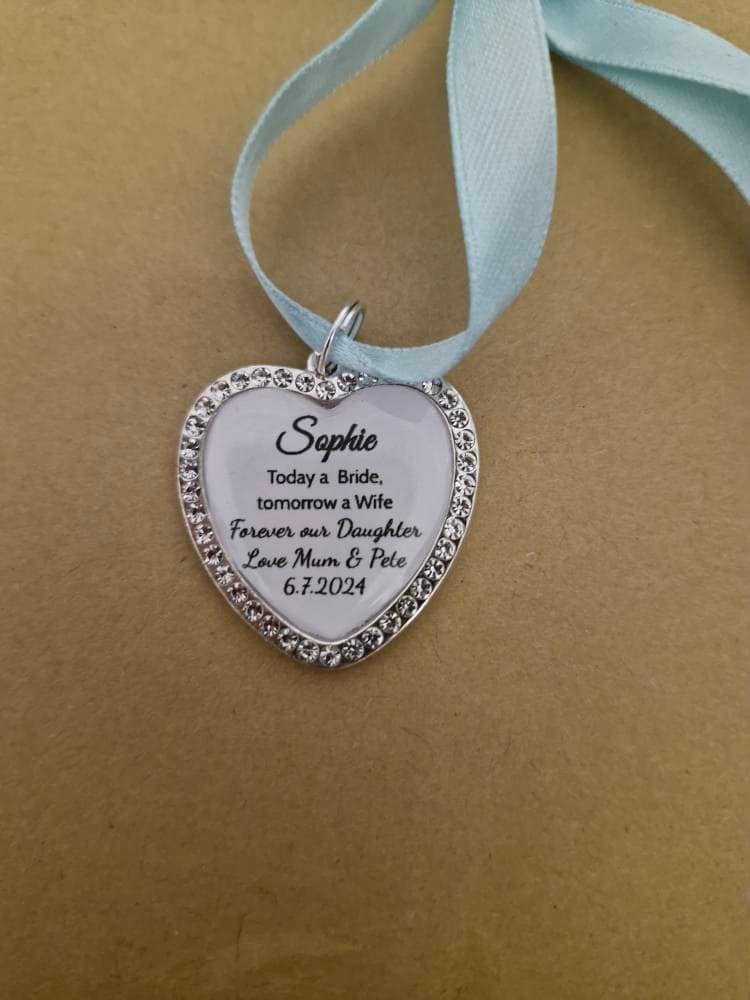 Sophie
Today a Bride,
tomorrow a Wife
Forever our Daughter
Love Mum & Pete
6.7.2024